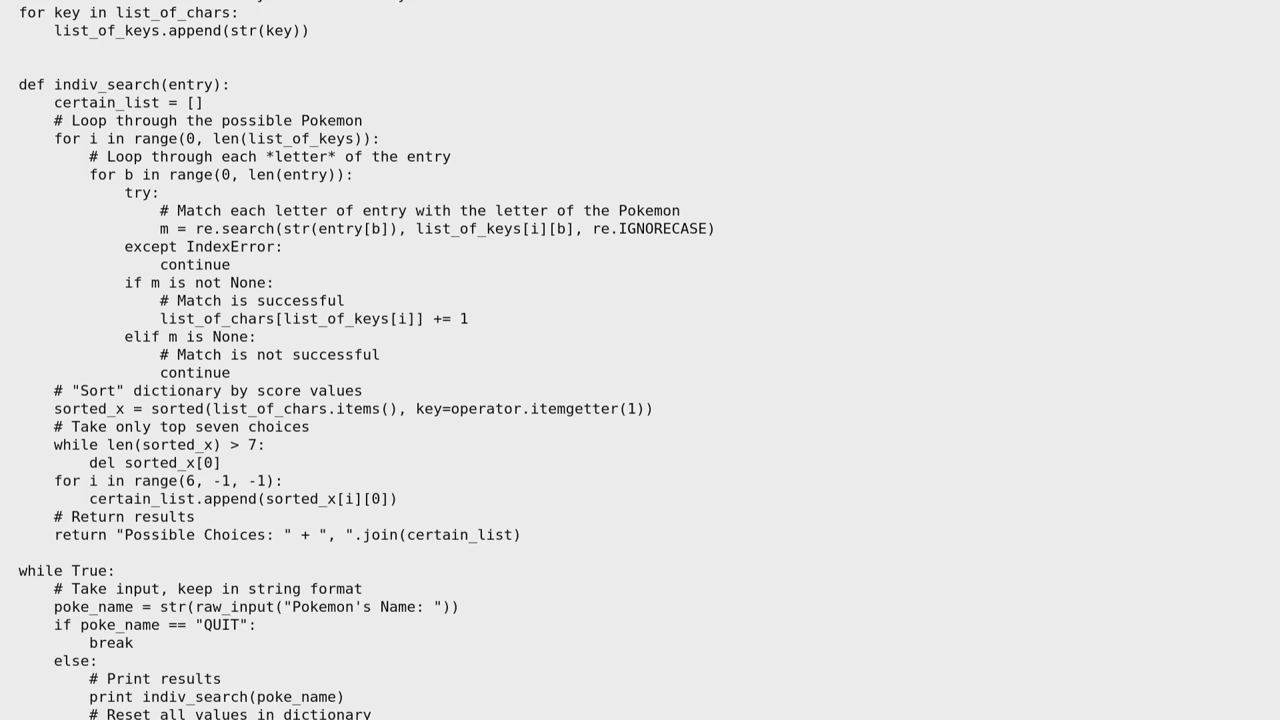 for key in list_of_chars:
    list_of_keys.append(str(key))
def indiv_search(entry):
    certain_list = []
    # Loop through the possible Pokemon
    for i in range(0, len(list_of_keys)):
        # Loop through each *letter* of the entry
        for b in range(0, len(entry)):
            try:
                # Match each letter of entry with the letter of the Pokemon
                m = re.search(str(entry[b]), list_of_keys[i][b], re.IGNORECASE)
            except IndexError:
                continue
            if m is not None:
                # Match is successful
                list_of_chars[list_of_keys[i]] += 1
            elif m is None:
                # Match is not successful
                continue
    # "Sort" dictionary by score values
    sorted_x = sorted(list_of_chars.items(), key=operator.itemgetter(1))
    # Take only top seven choices
    while len(sorted_x) > 7:
        del sorted_x[0]
    for i in range(6, -1, -1):
        certain_list.append(sorted_x[i][0])
    # Return results
    return "Possible Choices: " + ", ".join(certain_list)
while True:
    # Take input, keep in string format
    poke_name = str(raw_input("Pokemon's Name: "))
    if poke_name == "QUIT":
        break
    else:
        # Print results
        print indiv_search(poke_name)
        # Reset all values in dictionary